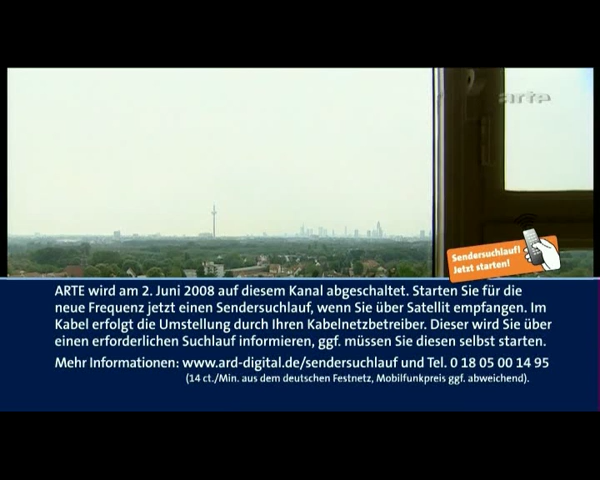 arte
Sendersuchlauf!
Jetzt starten!
ARTE wird am 2. Juni 2008 auf diesem Kanal abgeschaltet. Starten Sie für die
neue Frequenz jetzt einen Sendersuchlauf, wenn Sie über Satellit empfangen. Im
Kabel erfolgt die Umstellung durch Ihren Kabelnetzbetreiber. Dieser wird Sie über
einen erforderlichen Suchlauf informieren, ggf. müssen Sie diesen selbst starten.
Mehr Informationen: www.ard-digital.de/sendersuchlauf und Tel. 0 18 05 00 14 95
(14 ct./Min. aus dem deutschen Festnetz, Mobilfunkpreis ggf. abweichend).